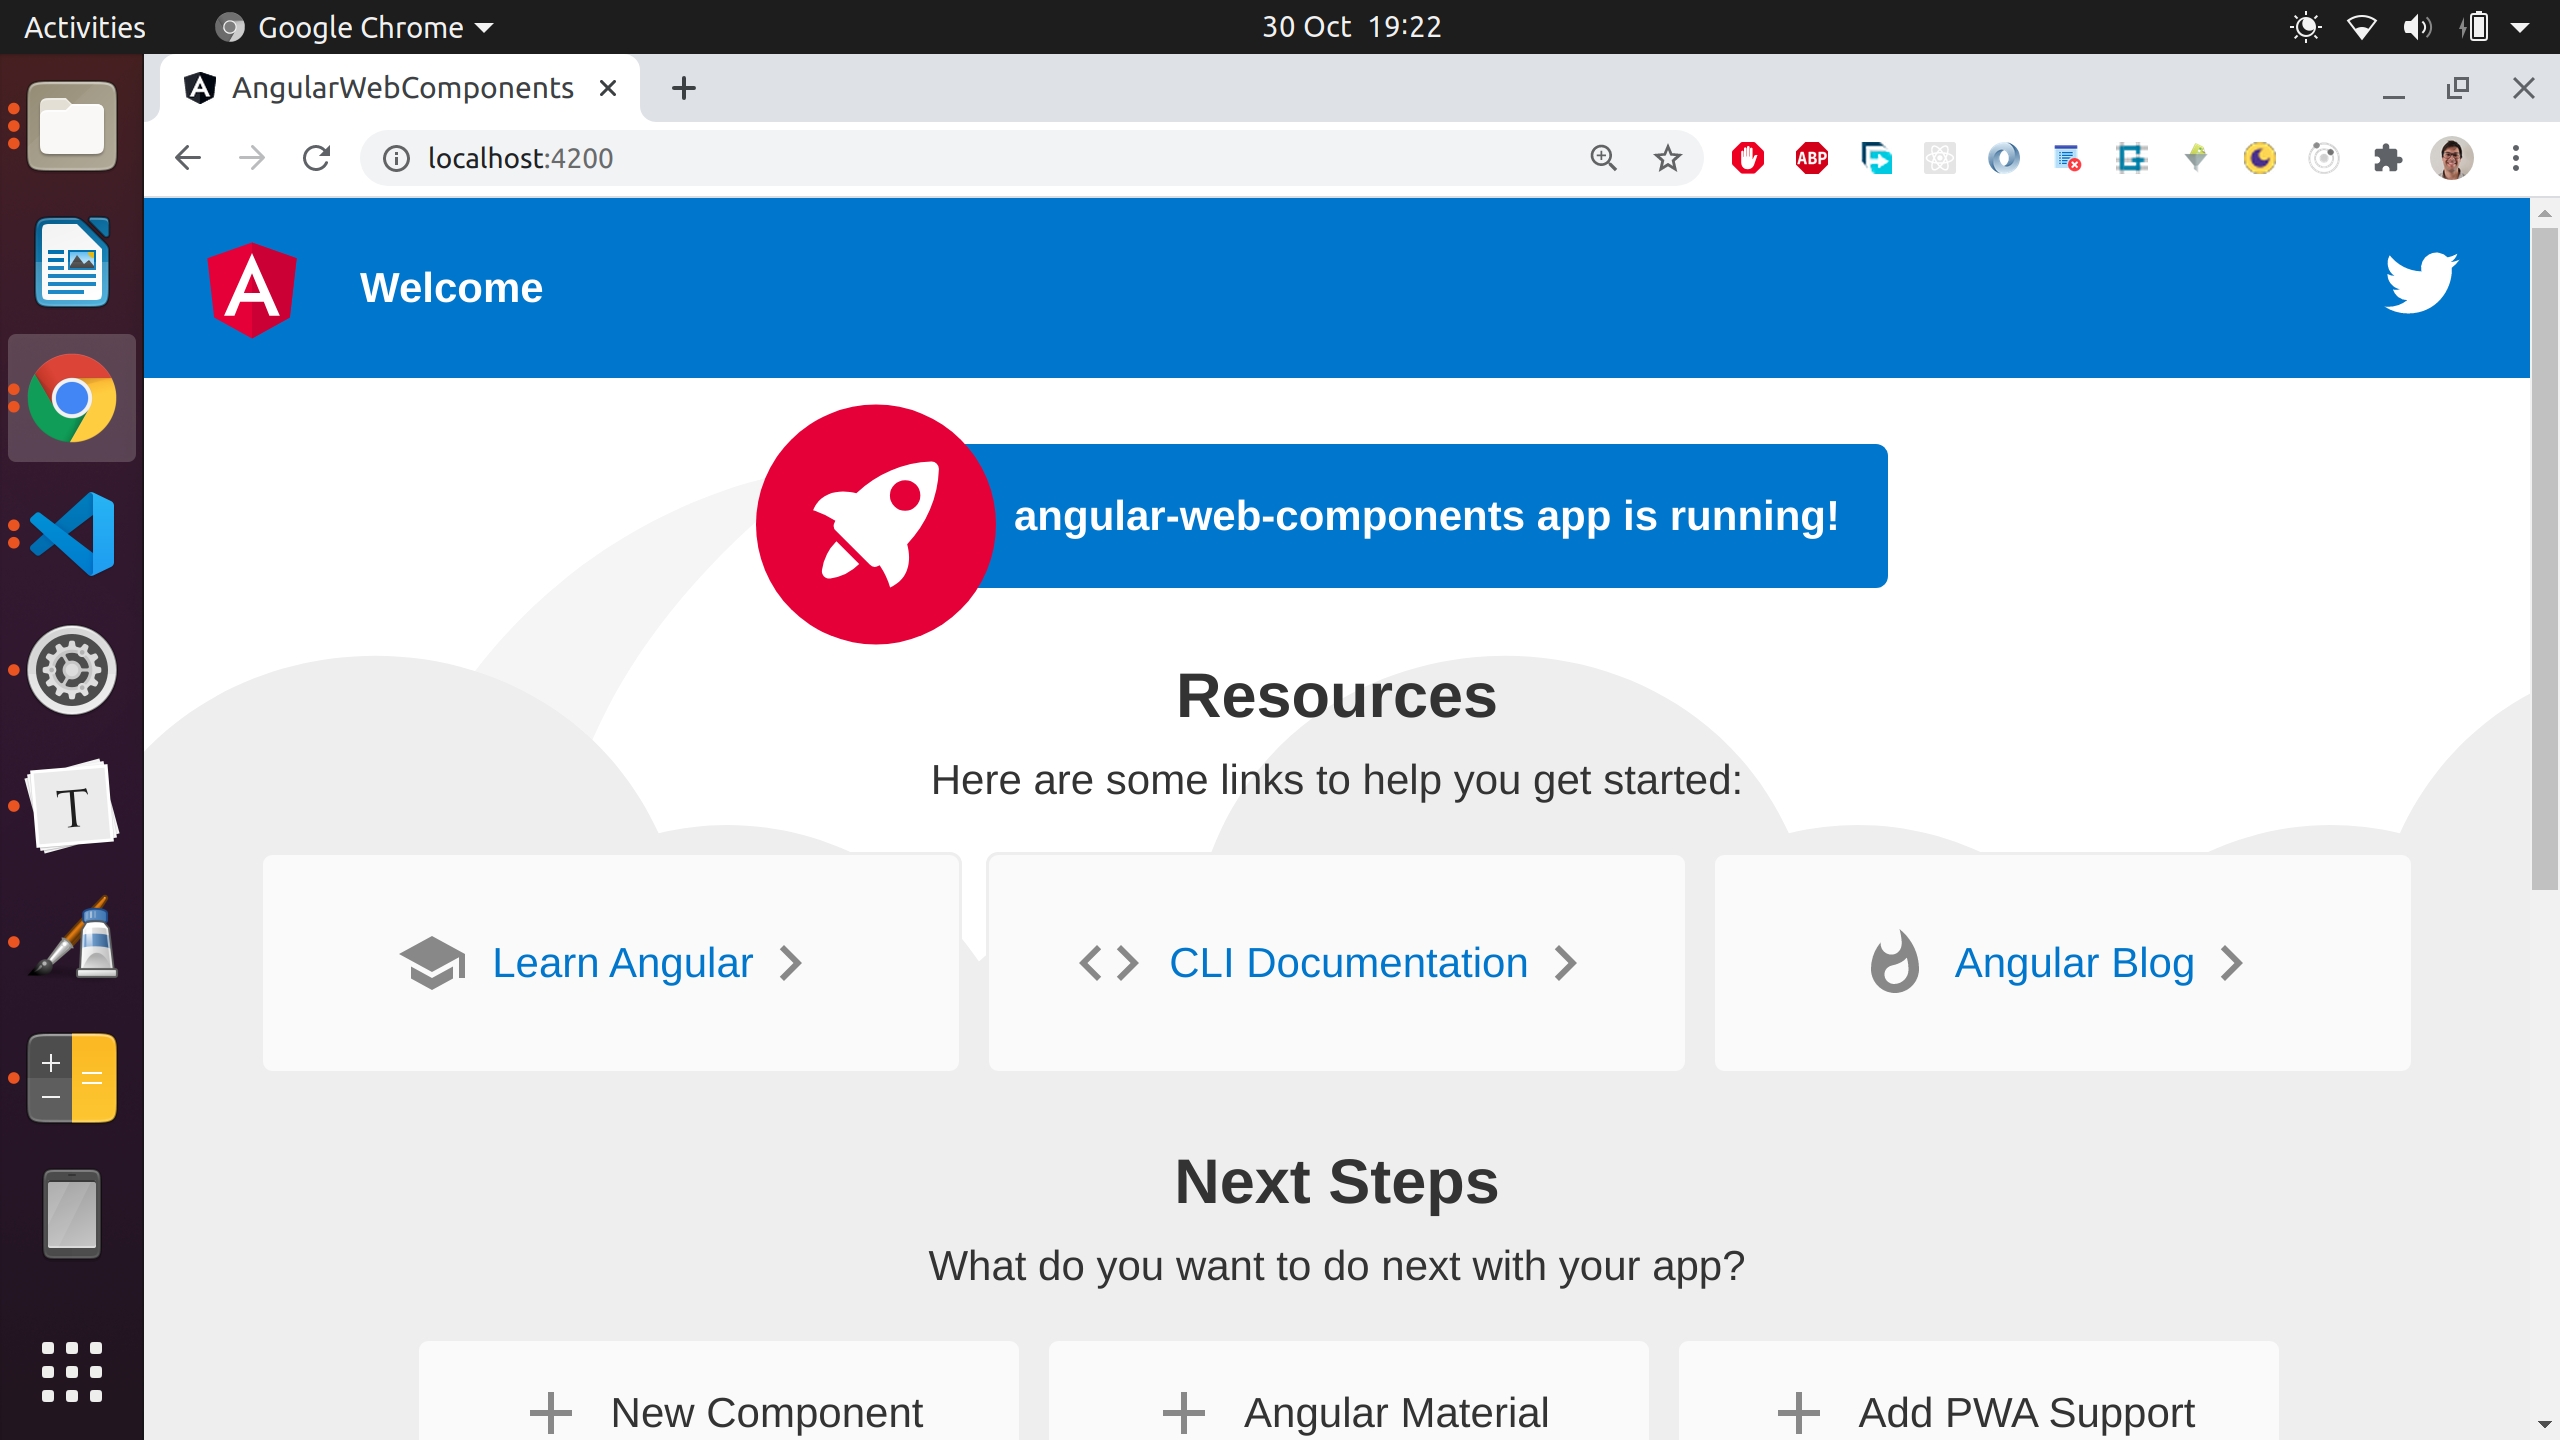 Activities Google Chrome 30 Oct 19:22
AngularWebComponents
localhost:4200
ABP
Welcome
angular-web-components app is running!
Resources
Here are some links to help you get started:
Learn Angular
CLI Documentation
Angular Blog
Next Steps
What do you want to do next with your app?
New Component
Angular Material
Add PWA Support
T